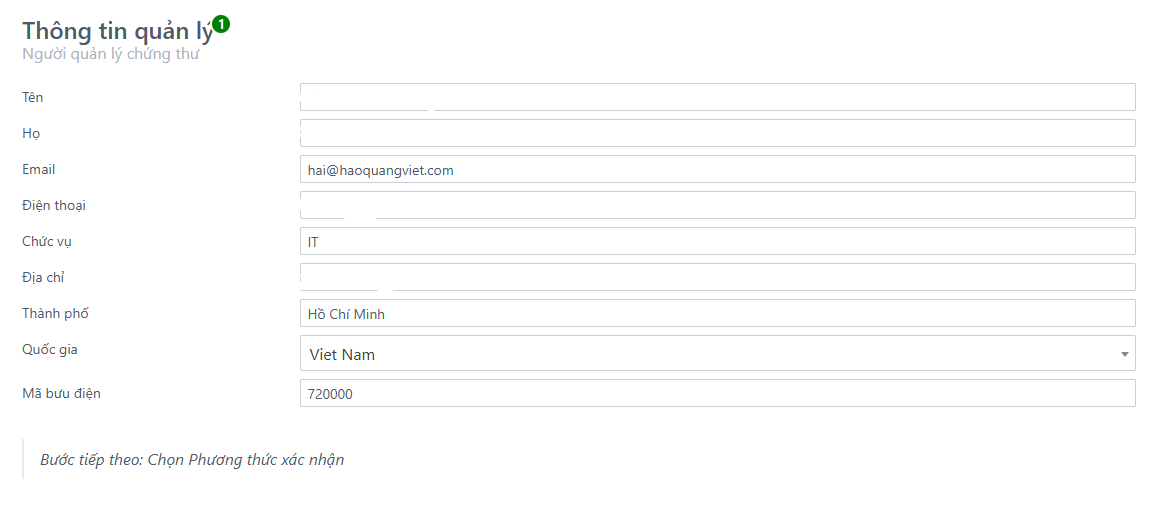 Thông tin quản lý 1
Người quản lý chứng thư
Tên
Họ
Email hai@haoquangviet.com
Điện thoại
Chức vụ IT
Địa chỉ
Thành phố Hồ Chí Minh
Quốc gia Viet Nam
Mã bưu điện 720000
Bước tiếp theo: Chọn Phương thức xác nhận